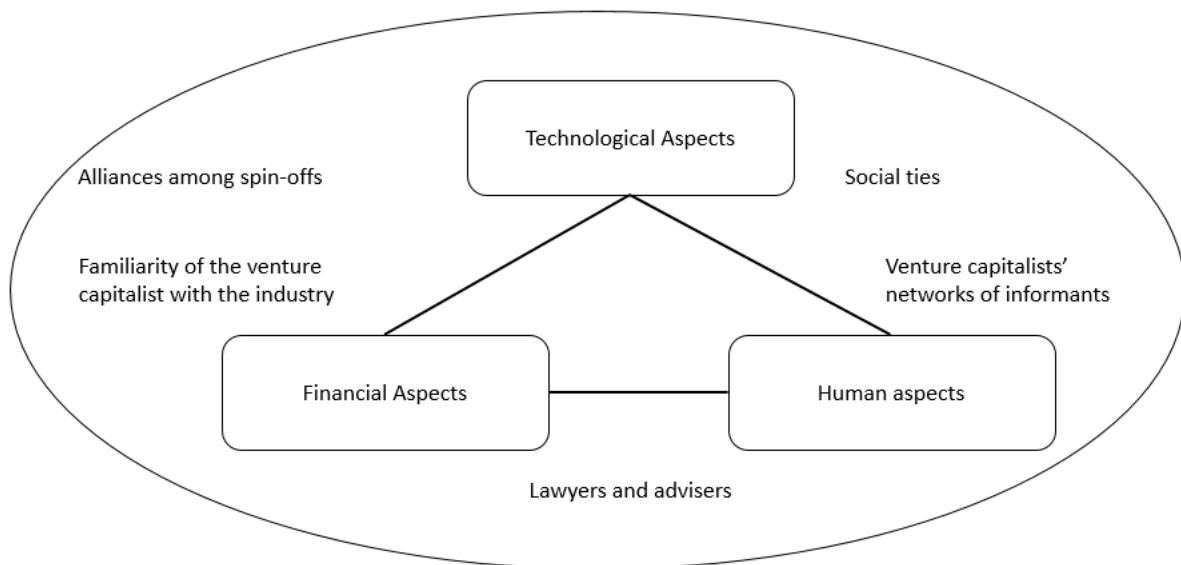 Technological Aspects
Alliances among spin-offs
Social ties
Familiarity of the venture
capitalist with the industry
Venture capitalists’
networks of informants
Financial Aspects
Human aspects
Lawyers and advisers